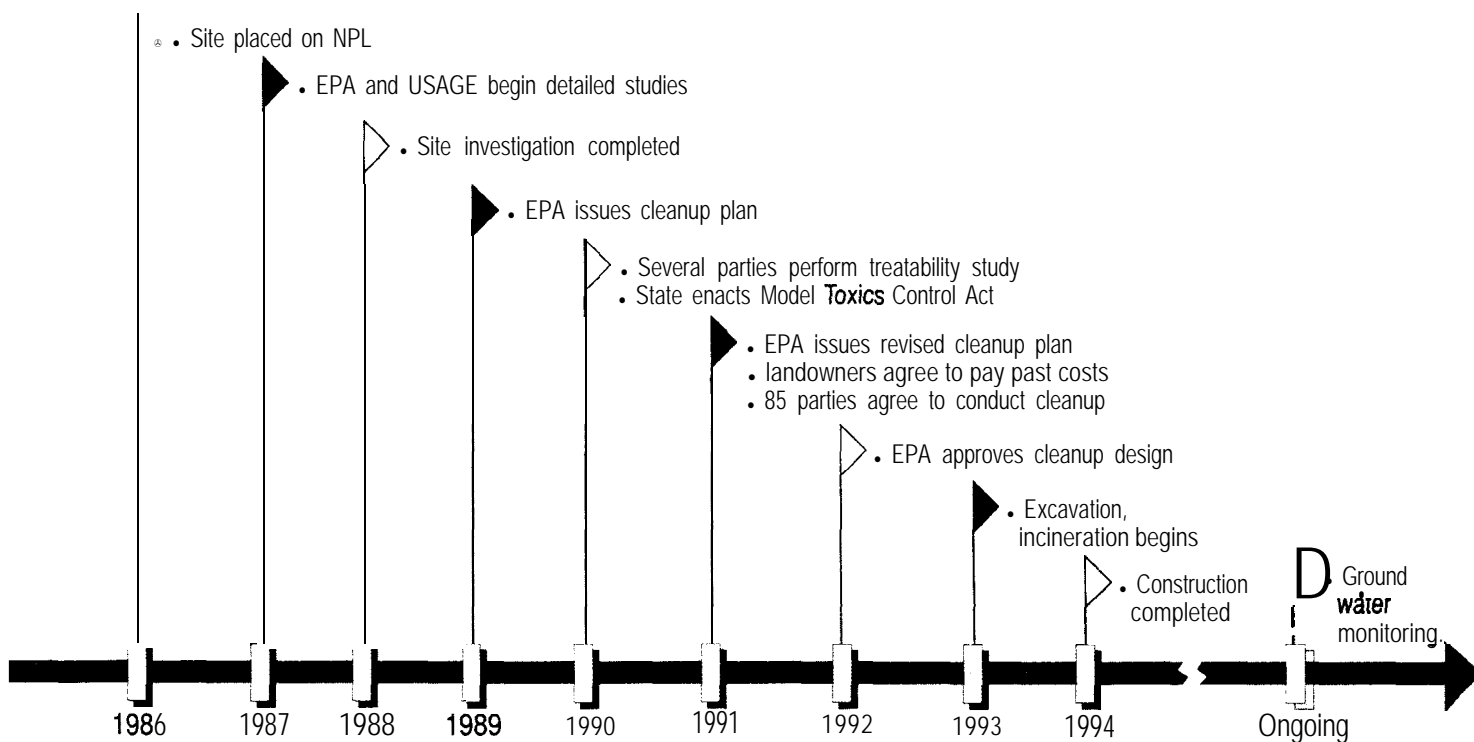 • Site placed on NPL
• EPA and USAGE begin detailed studies
• Site investigation completed
• EPA issues cleanup plan
• Several parties perform treatability study
• State enacts Model Toxics Control Act
• EPA issues revised cleanup plan
• landowners agree to pay past costs
• 85 parties agree to conduct cleanup
• EPA approves cleanup design
• Excavation,
incineration begins
• Construction
completed
D• Ground
water
monitoring.
1986 1987 1988 1989 1990 1991 1992 1993 1994 Ongoing